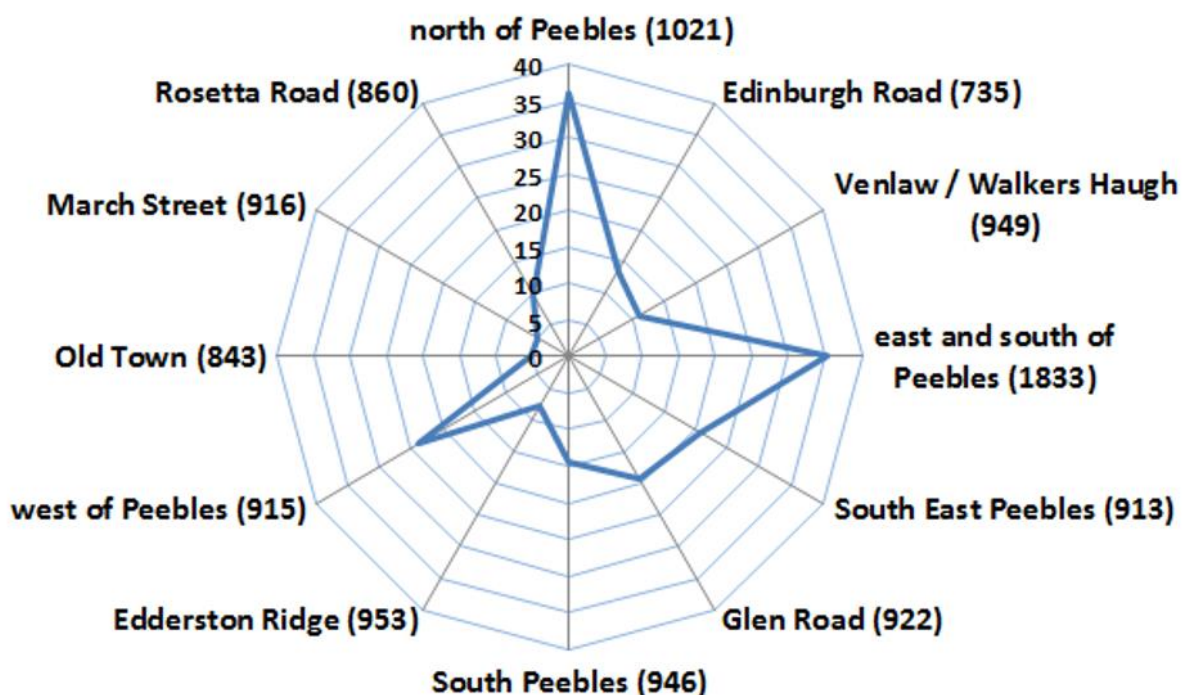 north of Peebles (1021)
Edinburgh Road (735)
Venlaw / Walkers Haugh
(949)
east and south of
Peebles (1833)
South East Peebles (913)
Glen Road (922)
South Peebles (946)
Edderston Ridge (953)
west of Peebles (915)
Old Town (843)
March Street (916)
Rosetta Road (860)
40
35
30
25
20
15
10
5
0